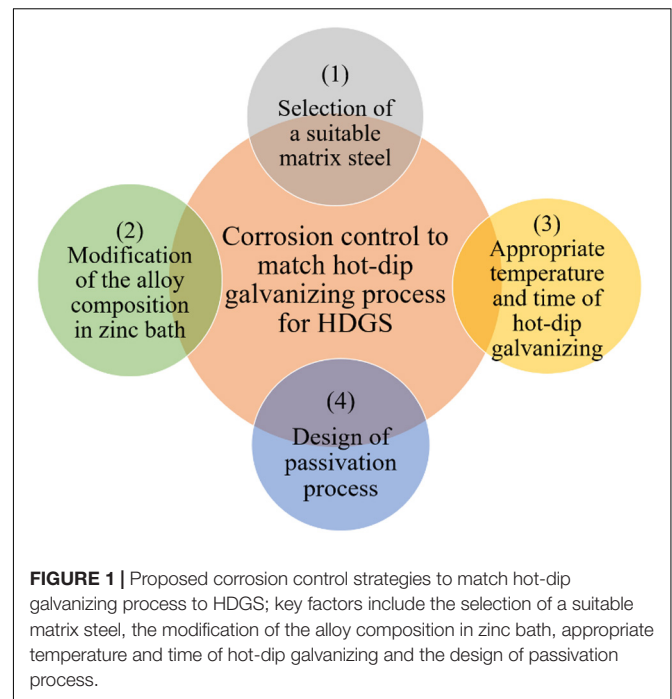 (1)
Selection of
a suitable
matrix steel
(2)
Modification
of the alloy
composition
in zinc bath
Corrosion control to
match hot-dip
galvanizing process
for HDGS
(3)
Appropriate
temperature
and time of
hot-dip
galvanizing
(4)
Design of
passivation
process
FIGURE 1 | Proposed corrosion control strategies to match hot-dip
galvanizing process to HDGS; key factors include the selection of a suitable
matrix steel, the modification of the alloy composition in zinc bath, appropriate
temperature and time of hot-dip galvanizing and the design of passivation
process.